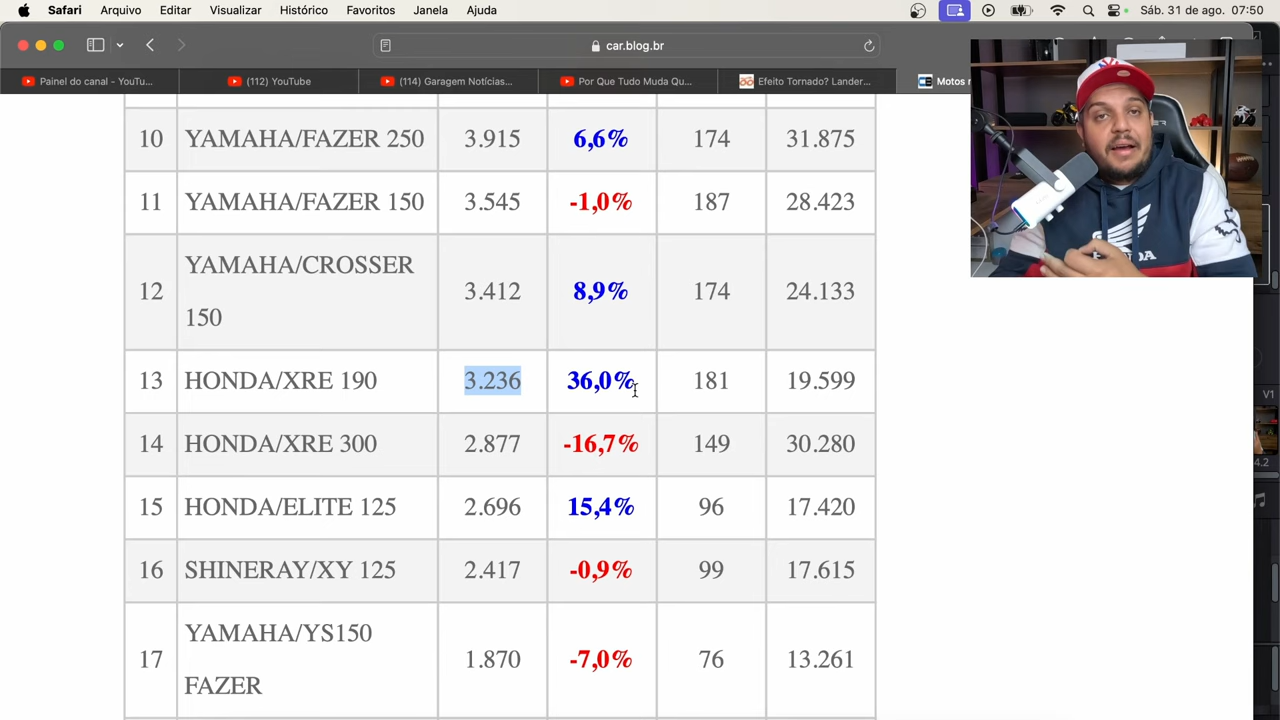 Safari Arquivo Editar Visualizar Histórico Favoritos Janela Ajuda Sáb. 31 de ago. 07:50
car.blog.br
Painel do canal - YouTu... (112) YouTube (114) Garagem Notícias... Por Que Tudo Muda Qu... Efeito Tornado? Lander... Motos
10 YAMAHA/FAZER 250 3.915 6,6% 174 31.875
11 YAMAHA/FAZER 150 3.545 -1,0% 187 28.423
12 YAMAHA/CROSSER 150 3.412 8,9% 174 24.133
13 HONDA/XRE 190 3.236 36,0% 181 19.599
14 HONDA/XRE 300 2.877 -16,7% 149 30.280
15 HONDA/ELITE 125 2.696 15,4% 96 17.420
16 SHINERAY/XY 125 2.417 -0,9% 99 17.615
17 YAMAHA/YS150 FAZER 1.870 -7,0% 76 13.261
V1
4.2